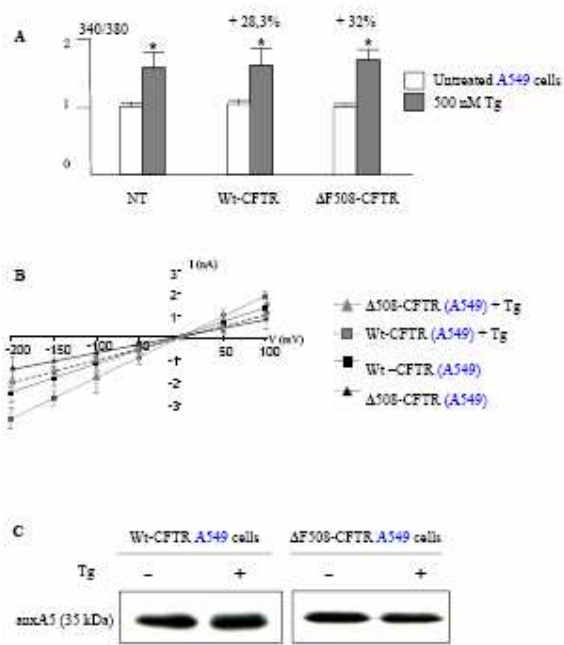 + 28,3%
+ 32%
340/380
A
2
1
0
*
*
*
Untreated A549 cells
500 nM Tg
NT
Wt-CFTR
ΔF508-CFTR
B
I (nA)
3
2
1
-1
-2
-3
-200
-150
-100
-50
50
100
V (mV)
Δ508-CFTR (A549) + Tg
Wt-CFTR (A549) + Tg
Wt –CFTR (A549)
Δ508-CFTR (A549)
C
Wt-CFTR A549 cells
ΔF508-CFTR A549 cells
Tg
–
+
–
+
anxA5 (35 kDa)